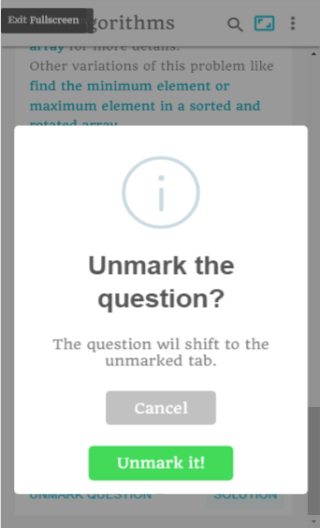 Exit Fullscreen
gorithms
array for more details.
Other variations of this problem like
find the minimum element or
maximum element in a sorted and
rotated array
Unmark the
question?
The question wil shift to the
unmarked tab.
Cancel
Unmark it!
UNMARK QUESTION
SOLUTION